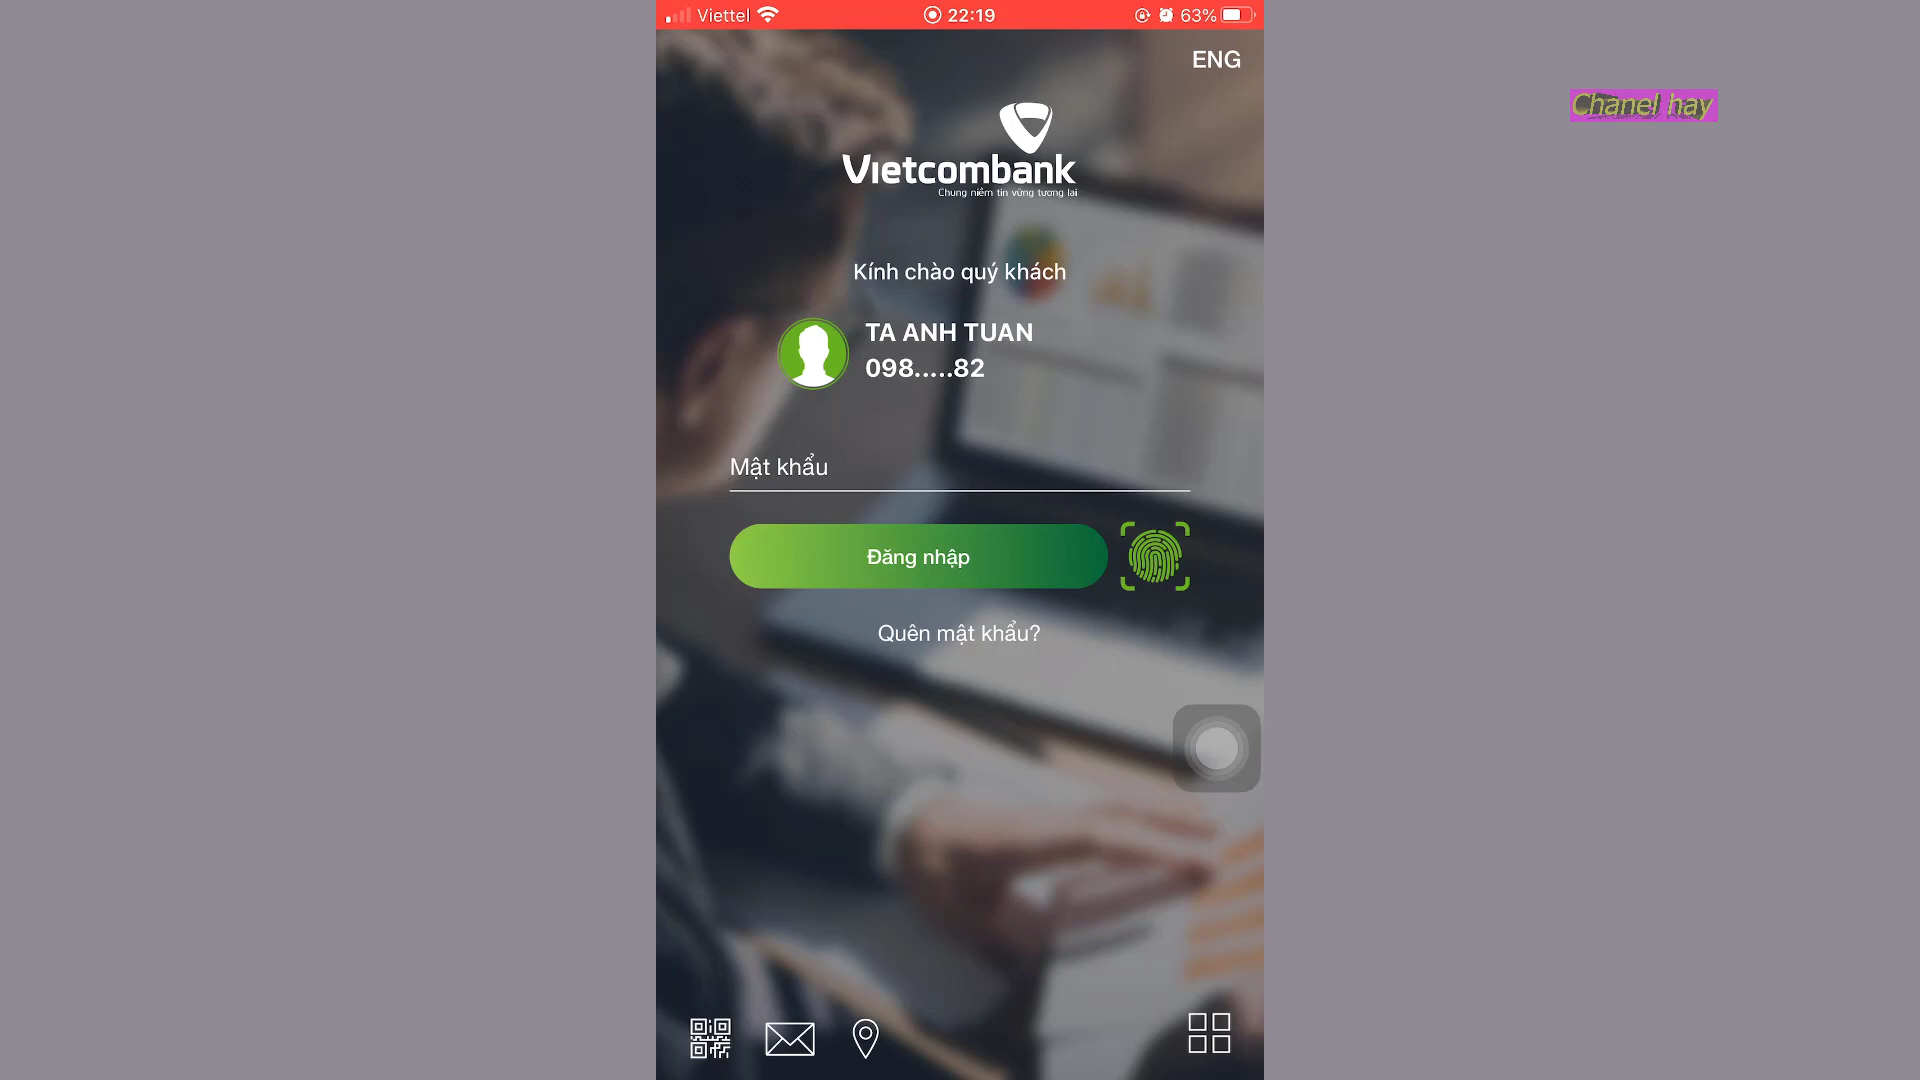 Viettel 22:19 63%
ENG
Chanel hay
Vietcombank
Chung niềm tin vững tương lai
Kính chào quý khách
TA ANH TUAN
098.....82
Mật khẩu
Đăng nhập
Quên mật khẩu?